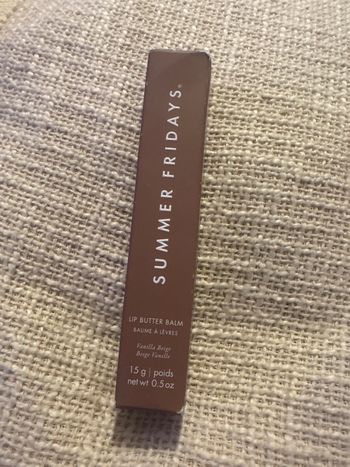 SUMMER FRIDAYS®
LIP BUTTER BALM
BAUME À LÈVRES
Vanilla Beige
Beige Vanille
15 g | poids
net wt 0.5 oz